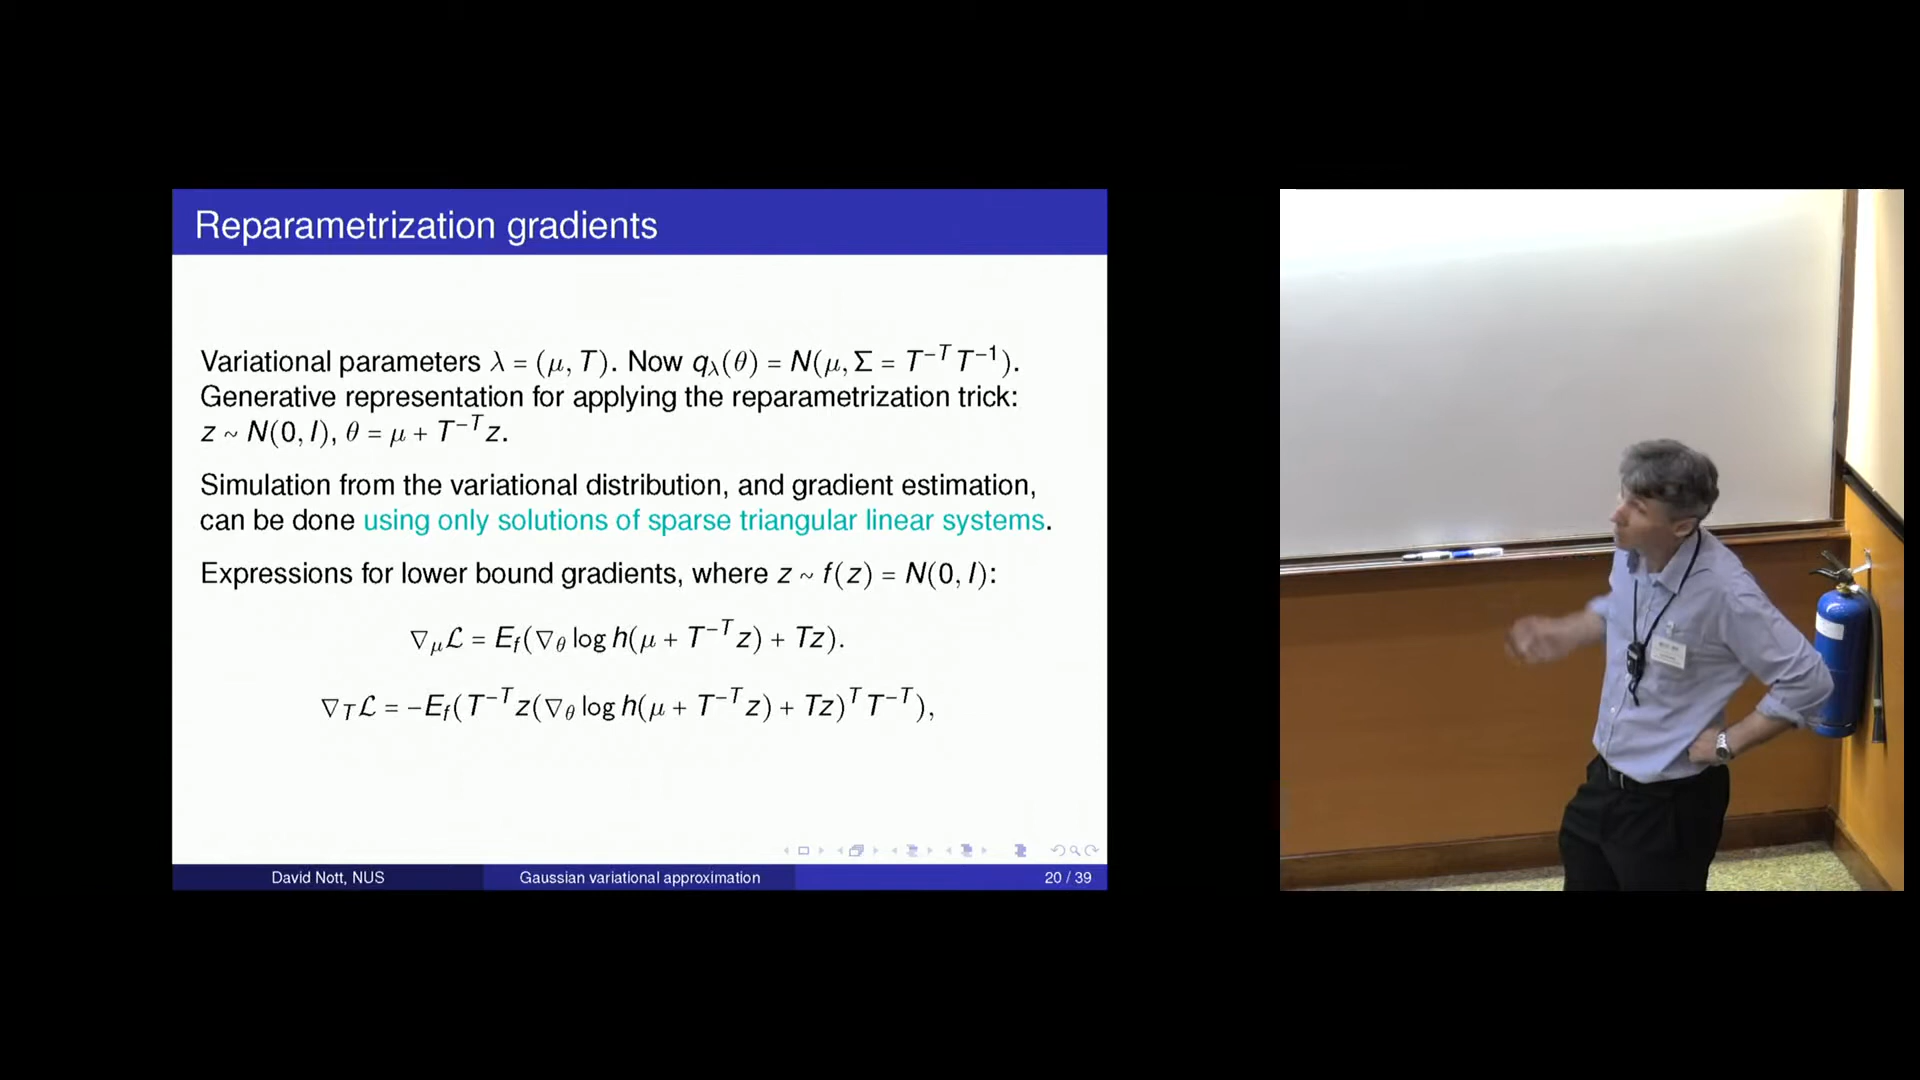 Reparametrization gradients
Variational parameters λ = (μ, T). Now q_λ(θ) = N(μ, Σ = T^{-T} T^{-1}).
Generative representation for applying the reparametrization trick:
z ~ N(0, I), θ = μ + T^{-T} z.
Simulation from the variational distribution, and gradient estimation,
can be done using only solutions of sparse triangular linear systems.
Expressions for lower bound gradients, where z ~ f(z) = N(0, I):
∇_μ ℒ = E_f(∇_θ log h(μ + T^{-T} z) + Tz).
∇_T ℒ = −E_f(T^{-T} z(∇_θ log h(μ + T^{-T} z) + Tz)^T T^{-T}),
David Nott, NUS
Gaussian variational approximation
20 / 39